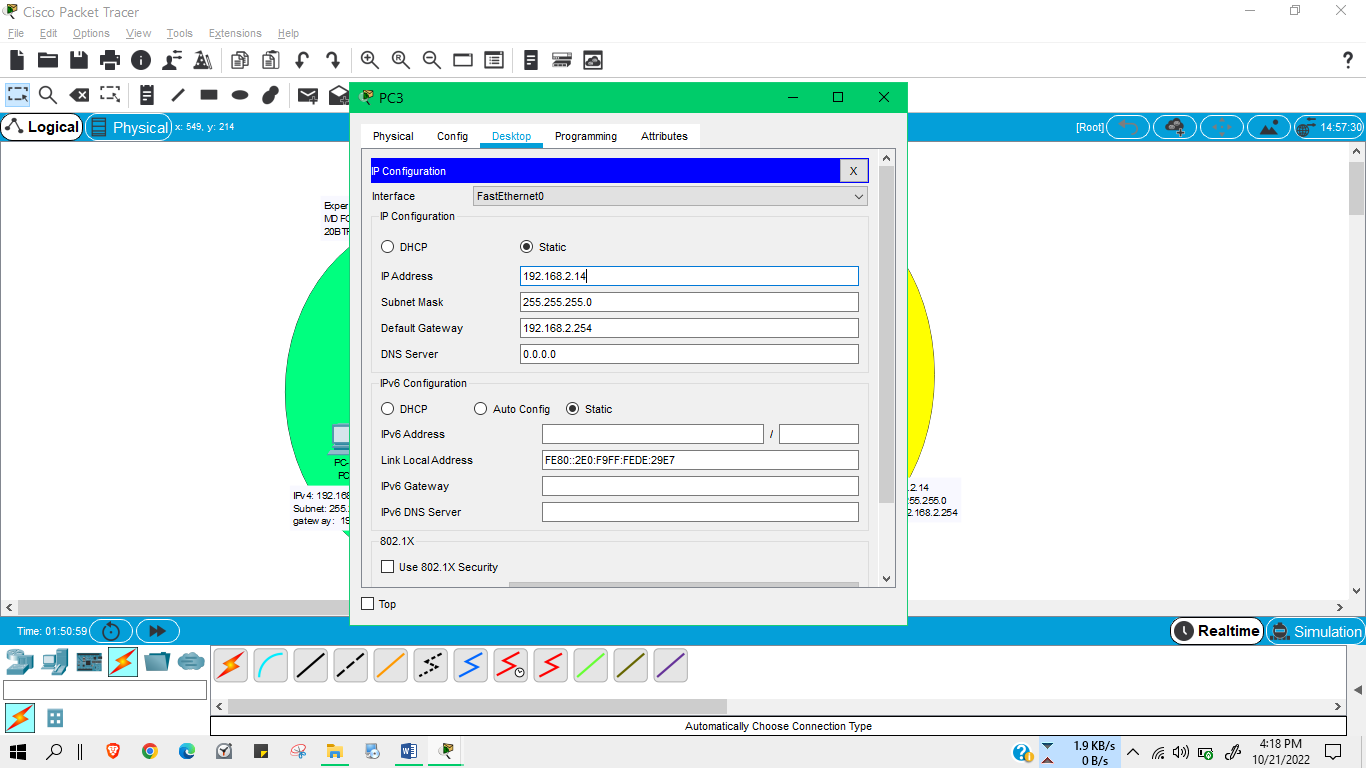 Cisco Packet Tracer
File Edit Options View Tools Extensions Help
?
PC3
Logical Physical x: 549, y: 214 [Root] 14:57:30
Physical Config Desktop Programming Attributes
IP Configuration X
Interface FastEthernet0
IP Configuration
DHCP Static
IP Address 192.168.2.14
Subnet Mask 255.255.255.0
Default Gateway 192.168.2.254
DNS Server 0.0.0.0
IPv6 Configuration
DHCP Auto Config Static
IPv6 Address /
Link Local Address FE80::2E0:F9FF:FEDE:29E7
IPv6 Gateway
IPv6 DNS Server
802.1X
Use 802.1X Security
Top
Exper
MD FO
20BTR
PC-
PC
IPv4: 192.168
Subnet: 255.
gateway: 19
.2.14
55.255.0
2.168.2.254
Time: 01:50:59 Realtime Simulation
Automatically Choose Connection Type
1.9 KB/s
0 B/s
4:18 PM
10/21/2022